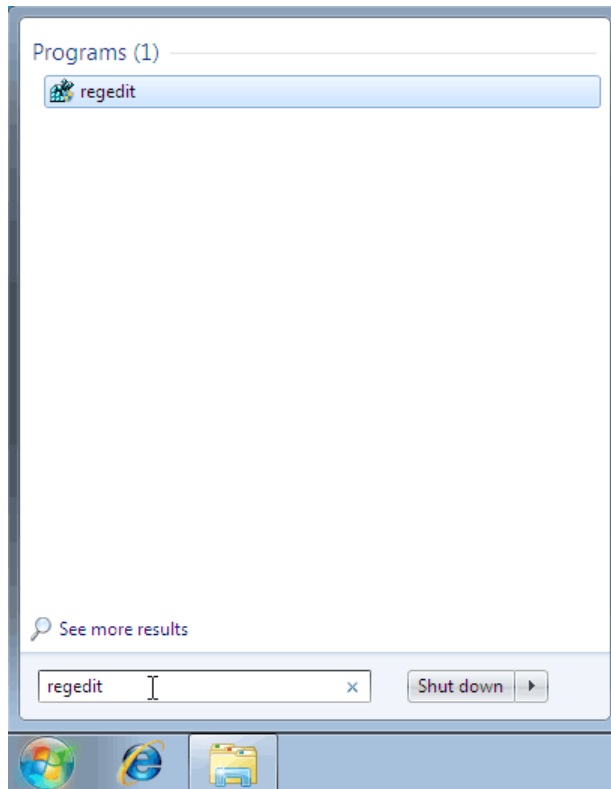 Programs (1)
regedit
See more results
regedit
Shut down